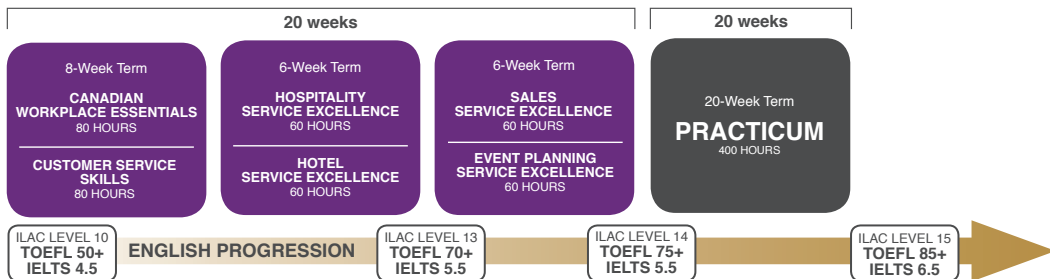 20 weeks
20 weeks
8-Week Term
CANADIAN
WORKPLACE ESSENTIALS
80 HOURS
CUSTOMER SERVICE
SKILLS
80 HOURS
6-Week Term
HOSPITALITY
SERVICE EXCELLENCE
60 HOURS
HOTEL
SERVICE EXCELLENCE
60 HOURS
6-Week Term
SALES
SERVICE EXCELLENCE
60 HOURS
EVENT PLANNING
SERVICE EXCELLENCE
60 HOURS
20-Week Term
PRACTICUM
400 HOURS
ILAC LEVEL 10
TOEFL 50+
IELTS 4.5
ENGLISH PROGRESSION
ILAC LEVEL 13
TOEFL 70+
IELTS 5.5
ILAC LEVEL 14
TOEFL 75+
IELTS 5.5
ILAC LEVEL 15
TOEFL 85+
IELTS 6.5